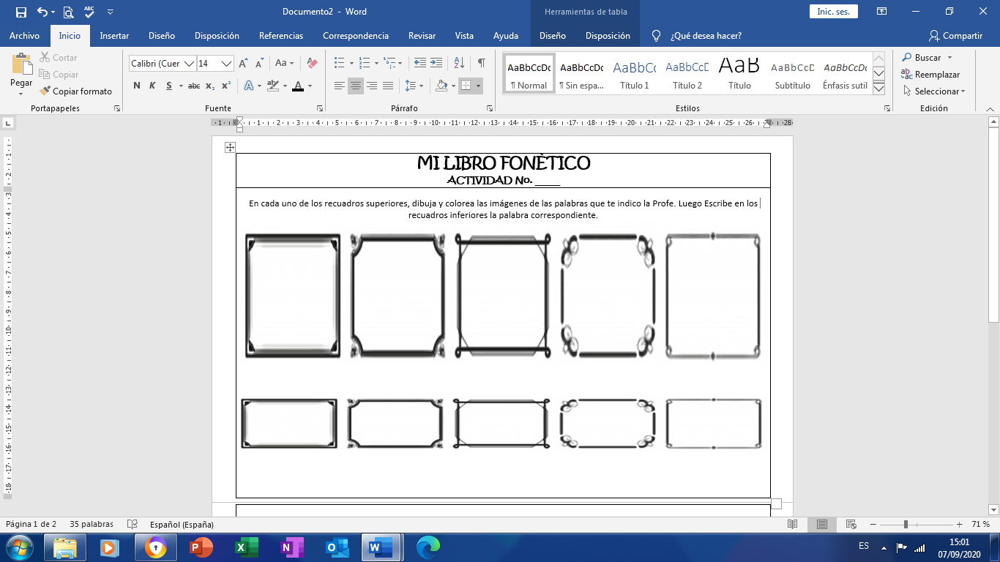 Documento2 - Word
Herramientas de tabla
Inic. ses.
Archivo
Inicio
Insertar
Diseño
Disposición
Referencias
Correspondencia
Revisar
Vista
Ayuda
Diseño
Disposición
¿Qué desea hacer?
Compartir
Pegar
Cortar
Copiar
Copiar formato
Portapapeles
Calibri (Cuer
14
N K S abc x₂ x²
Fuente
Párrafo
AaBbCcDc
¶ Normal
AaBbCcDc
¶ Sin espa...
AaBbCc
Título 1
AaBbCcD
Título 2
AaB
Título
AaBbCcD
Subtítulo
AaBbCcDc
Énfasis sutil
Estilos
Buscar
Reemplazar
Seleccionar
Edición
MI LIBRO FONÈTICO
ACTIVIDAD No. ____
En cada uno de los recuadros superiores, dibuja y colorea las imágenes de las palabras que te indico la Profe. Luego Escribe en los
recuadros inferiores la palabra correspondiente.
Página 1 de 2
35 palabras
Español (España)
71 %
ES
15:01
07/09/2020